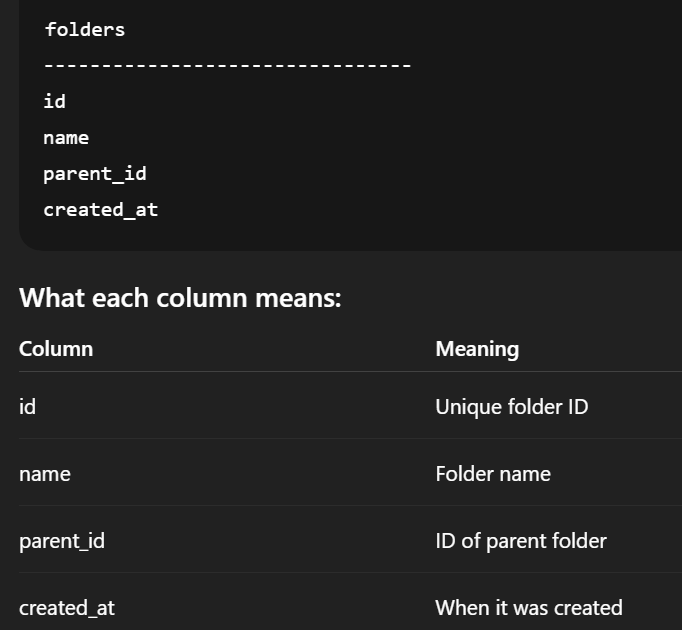 folders
--------------------------------
id
name
parent_id
created_at
What each column means:
Column Meaning
id Unique folder ID
name Folder name
parent_id ID of parent folder
created_at When it was created